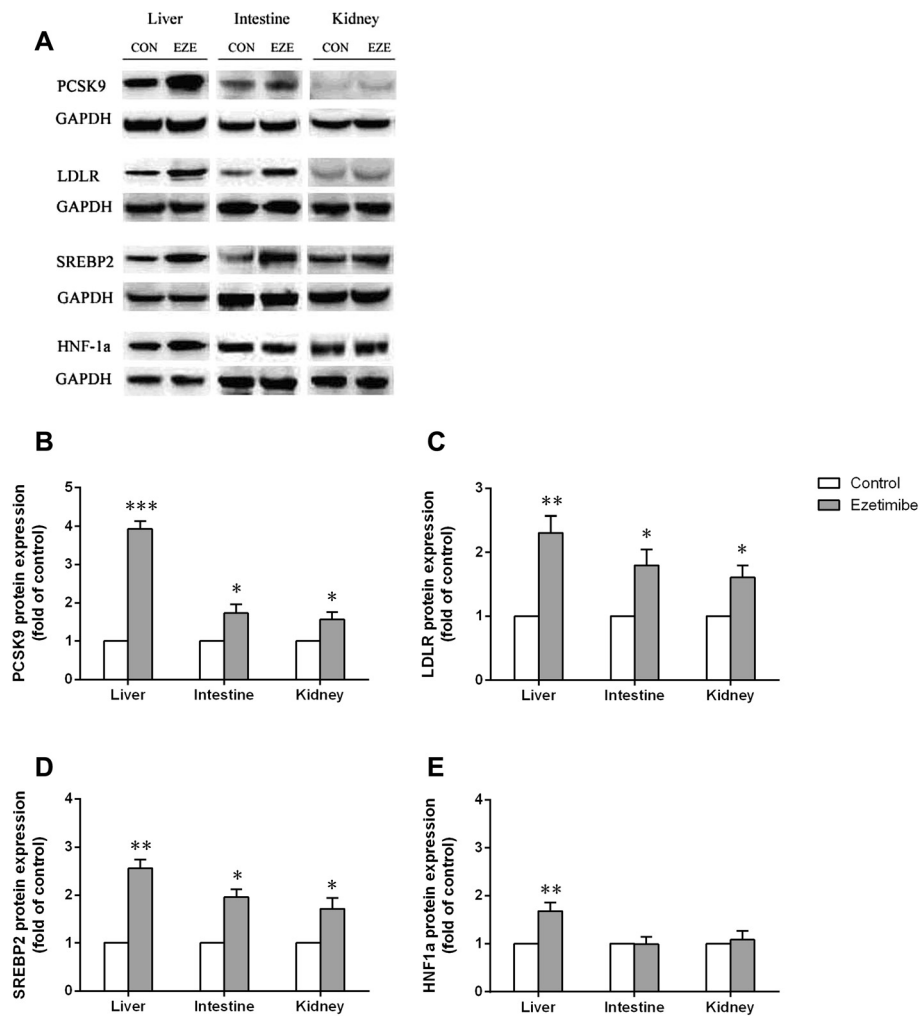 A
Liver Intestine Kidney
CON EZE CON EZE CON EZE
PCSK9
GAPDH
LDLR
GAPDH
SREBP2
GAPDH
HNF-1a
GAPDH
B
PCSK9 protein expression
(fold of control)
5
4
3
2
1
0
***
*
*
Liver Intestine Kidney
C
LDLR protein expression
(fold of control)
3
2
1
0
**
*
*
Liver Intestine Kidney
Control
Ezetimibe
D
SREBP2 protein expression
(fold of control)
4
3
2
1
0
**
*
*
Liver Intestine Kidney
E
HNF1a protein expression
(fold of control)
4
3
2
1
0
**
Liver Intestine Kidney